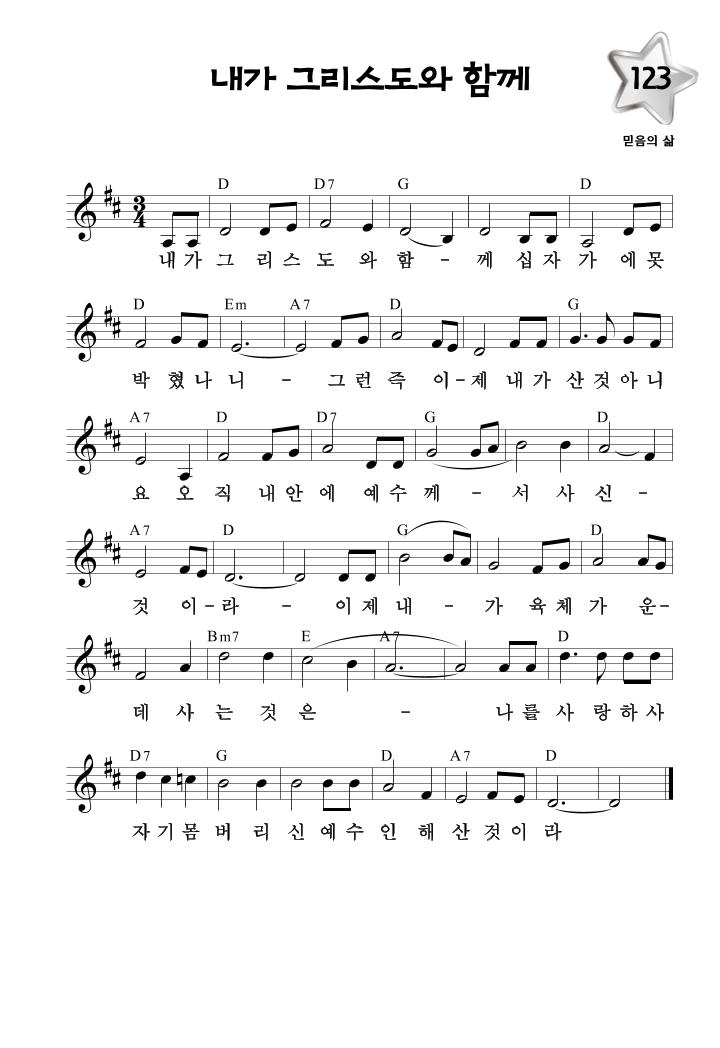 내가 그리스도와 함께
123
믿음의 삶
3
4
D D7 G D
내 가 그 리 스 도 와 함 - 께 십 자 가 에 못
D Em A7 D G
박 혔 나 니 - 그 런 즉 이 - 제 내 가 산 것 아 니
A7 D D7 G D
요 오 직 내 안 에 예 수 께 - 서 사 신 -
A7 D G D
것 이 - 라 - 이 제 내 - 가 육 체 가 운 -
Bm7 E A7 D
데 사 는 것 은 - 나 를 사 랑 하 사
D7 G D A7 D
자 기 몸 버 리 신 예 수 인 해 산 것 이 라